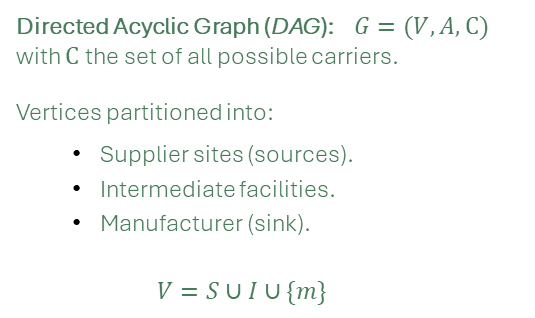 Directed Acyclic Graph (DAG): G = (V, A, C)
with C the set of all possible carriers.
Vertices partitioned into:
• Supplier sites (sources).
• Intermediate facilities.
• Manufacturer (sink).
V = S ∪ I ∪ {m}